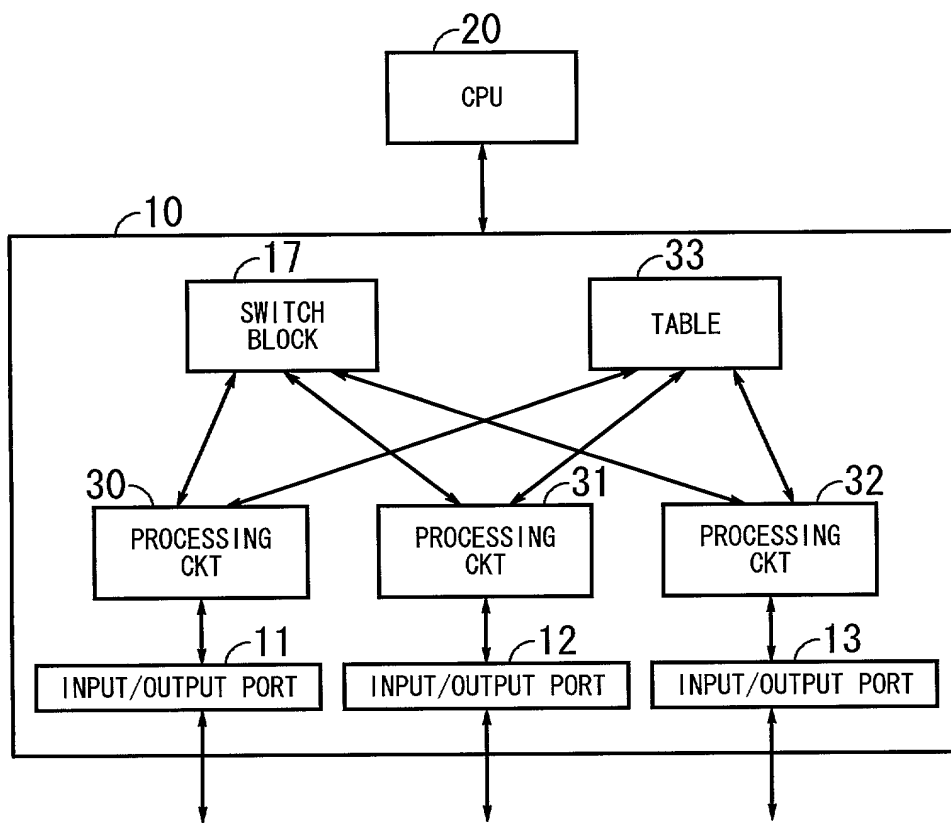 20
CPU
10
17
33
SWITCH
BLOCK
TABLE
30
31
32
PROCESSING
CKT
PROCESSING
CKT
PROCESSING
CKT
11
12
13
INPUT/OUTPUT PORT
INPUT/OUTPUT PORT
INPUT/OUTPUT PORT